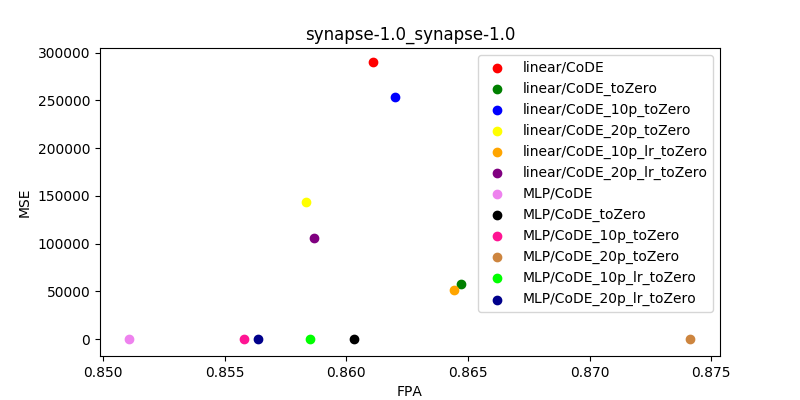 synapse-1.0_synapse-1.0
300000
250000
200000
150000
100000
50000
0
MSE
0.850
0.855
0.860
0.865
0.870
0.875
FPA
linear/CoDE
linear/CoDE_toZero
linear/CoDE_10p_toZero
linear/CoDE_20p_toZero
linear/CoDE_10p_lr_toZero
linear/CoDE_20p_lr_toZero
MLP/CoDE
MLP/CoDE_toZero
MLP/CoDE_10p_toZero
MLP/CoDE_20p_toZero
MLP/CoDE_10p_lr_toZero
MLP/CoDE_20p_lr_toZero